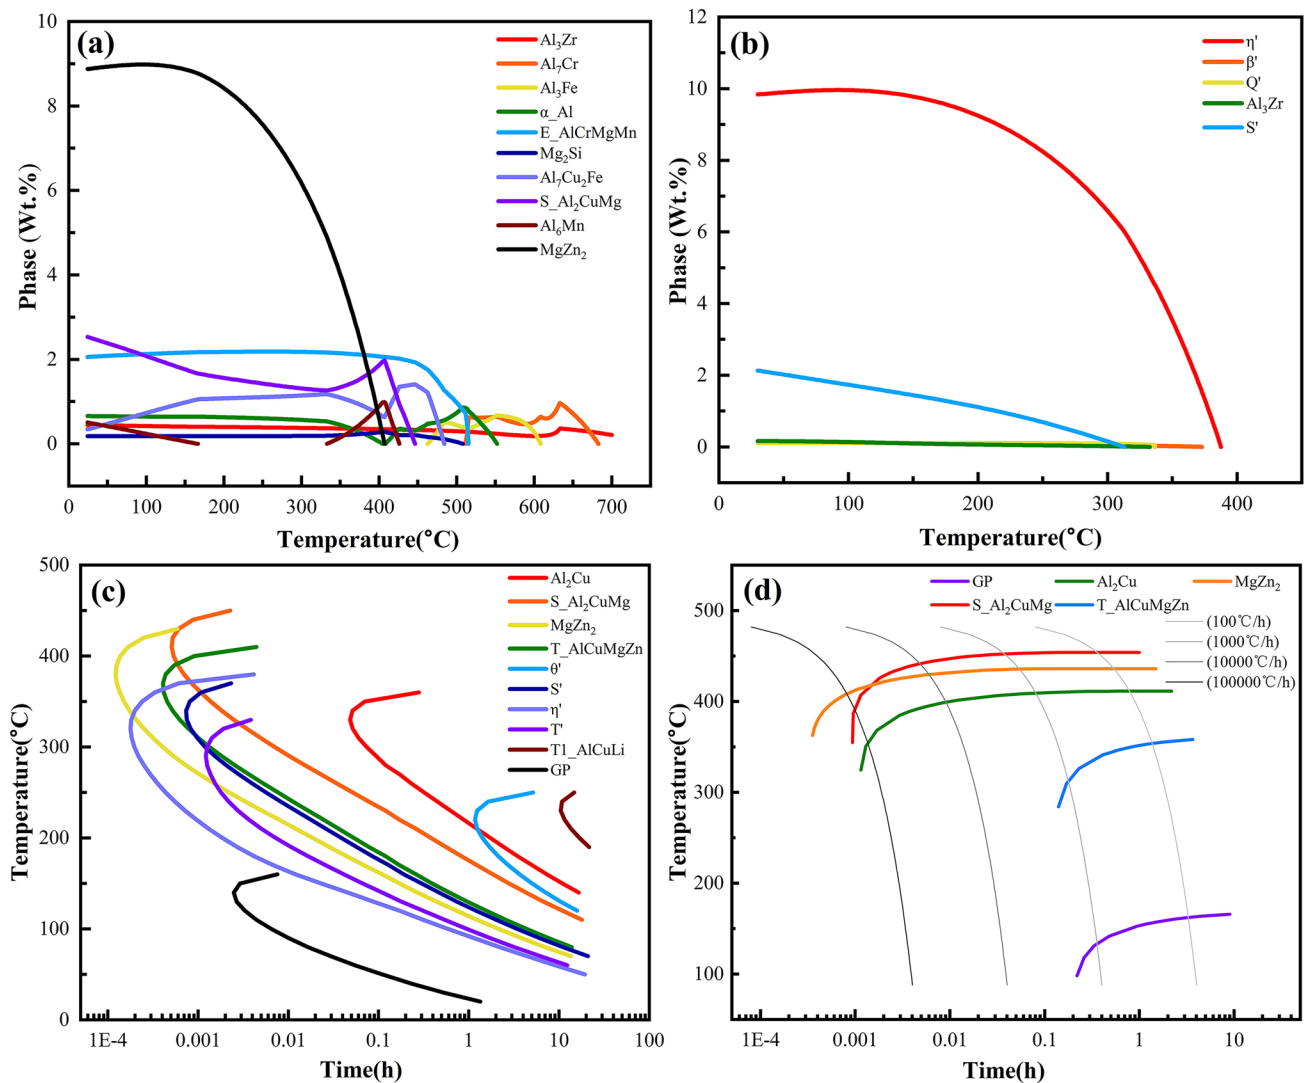 (a)
Phase (Wt.%)
10
8
6
4
2
0
Al₃Zr
Al₇Cr
Al₃Fe
α_Al
E_AlCrMgMn
Mg₂Si
Al₇Cu₂Fe
S_Al₂CuMg
Al₆Mn
MgZn₂
0 100 200 300 400 500 600 700
Temperature(°C)
(b)
Phase (Wt.%)
12
10
8
6
4
2
0
η'
β'
Q'
Al₃Zr
S'
0 100 200 300 400
Temperature(°C)
(c)
Temperature(°C)
500
400
300
200
100
0
Al₂Cu
S_Al₂CuMg
MgZn₂
T_AlCuMgZn
θ'
S'
η'
T'
T1_AlCuLi
GP
1E-4 0.001 0.01 0.1 1 10 100
Time(h)
(d)
Temperature(°C)
500
400
300
200
100
GP Al₂Cu MgZn₂
S_Al₂CuMg T_AlCuMgZn
(100℃/h)
(1000℃/h)
(10000℃/h)
(100000℃/h)
1E-4 0.001 0.01 0.1 1 10
Time(h)